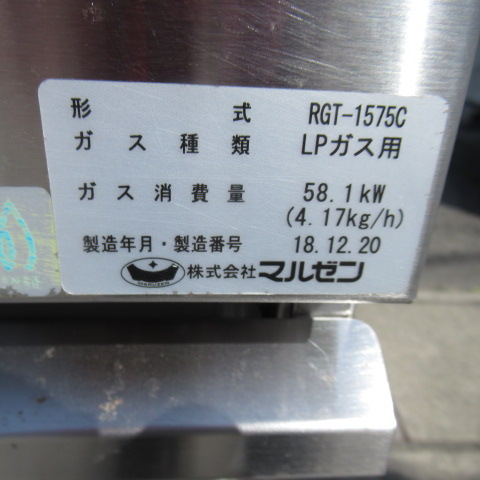 形式 RGT-1575C
ガス種類 LPガス用
ガス消費量 58.1kW
(4.17kg/h)
製造年月・製造番号 18.12.20
株式会社マルゼン